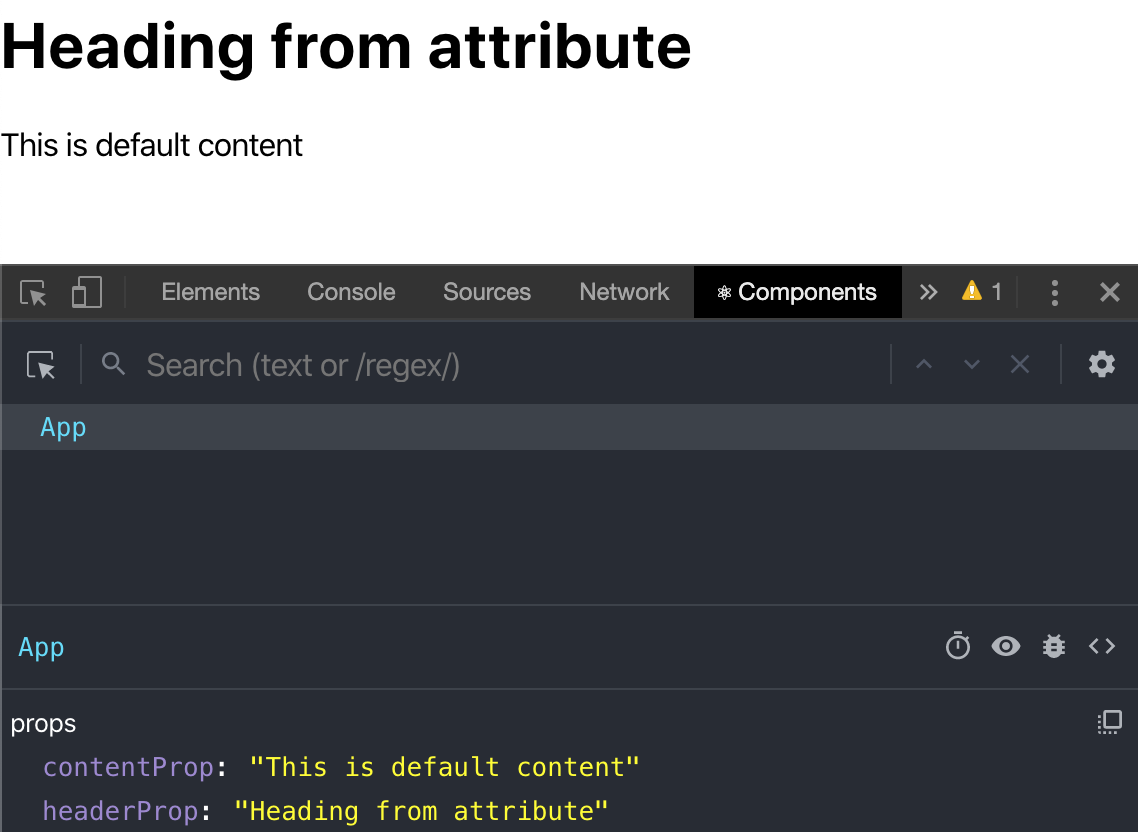 Heading from attribute
This is default content
Elements Console Sources Network ⚛ Components » 1
Search (text or /regex/)
App
App
props
contentProp: "This is default content"
headerProp: "Heading from attribute"